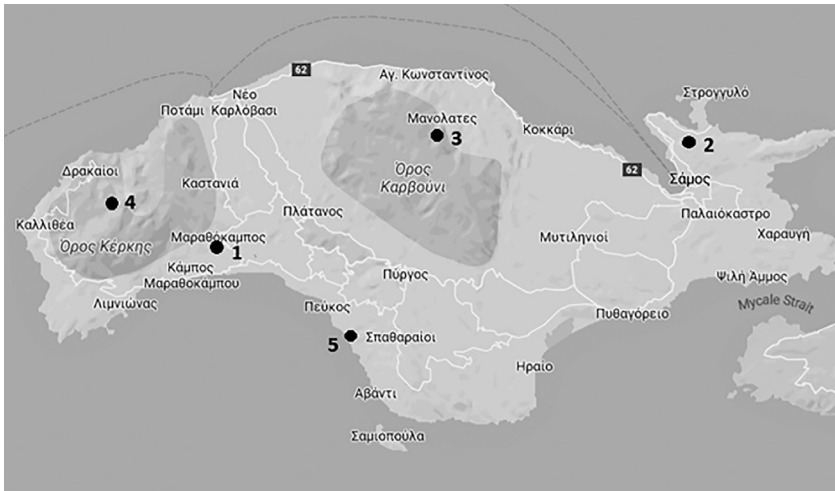 62
Αγ. Κωνσταντίνος
Στρογγυλό
Νέο
Καρλόβασι
Ποτάμι
Μανολατες
3
Κοκκάρι
2
Δρακαίοι
62
Όρος
Καρβούνι
Καστανιά
Σάμος
4
Πλάτανος
Παλαιόκαστρο
Καλλιθέα
Χαραυγή
Μαραθόκαμπος
Μυτιληνιοί
Όρος Κέρκης
1
Κάμπος
Μαραθοκάμπου
Πύργος
Ψιλή Άμμος
Λιμνιώνας
Πεύκος
Mycale Strait
Πυθαγόρειο
5
Σπαθαραίοι
Ηραίο
Αβάντι
Σαμιοπούλα